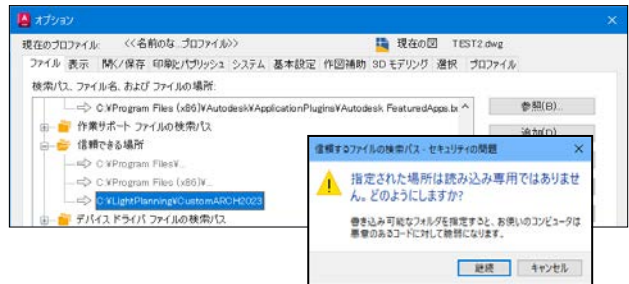 オプション
現在のプロファイル: <<名前のな...プロファイル>> 現在の図 TEST2.dwg
ファイル 表示 開く/保存 印刷とパブリッシュ システム 基本設定 作図補助 3D モデリング 選択 プロファイル
検索パス、ファイル名、および ファイルの場所:
C:¥Program Files (x86)¥Autodesk¥ApplicationPlugins¥Autodesk FeaturedApps.bu
参照(B)...
作業サポート ファイルの検索パス
追加(D)...
信頼できる場所
C:¥Program Files¥...
C:¥Program Files (x86)¥...
C:¥LightPlanning¥CustomARCH2023
デバイス ドライバ ファイルの検索パス
信頼するファイルの検索パス - セキュリティの問題
指定された場所は読み込み専用ではありませ
ん。どのようにしますか?
書き込み可能なフォルダを指定すると、お使いのコンピュータは
悪意のあるコードに対して脆弱になります。
継続 キャンセル